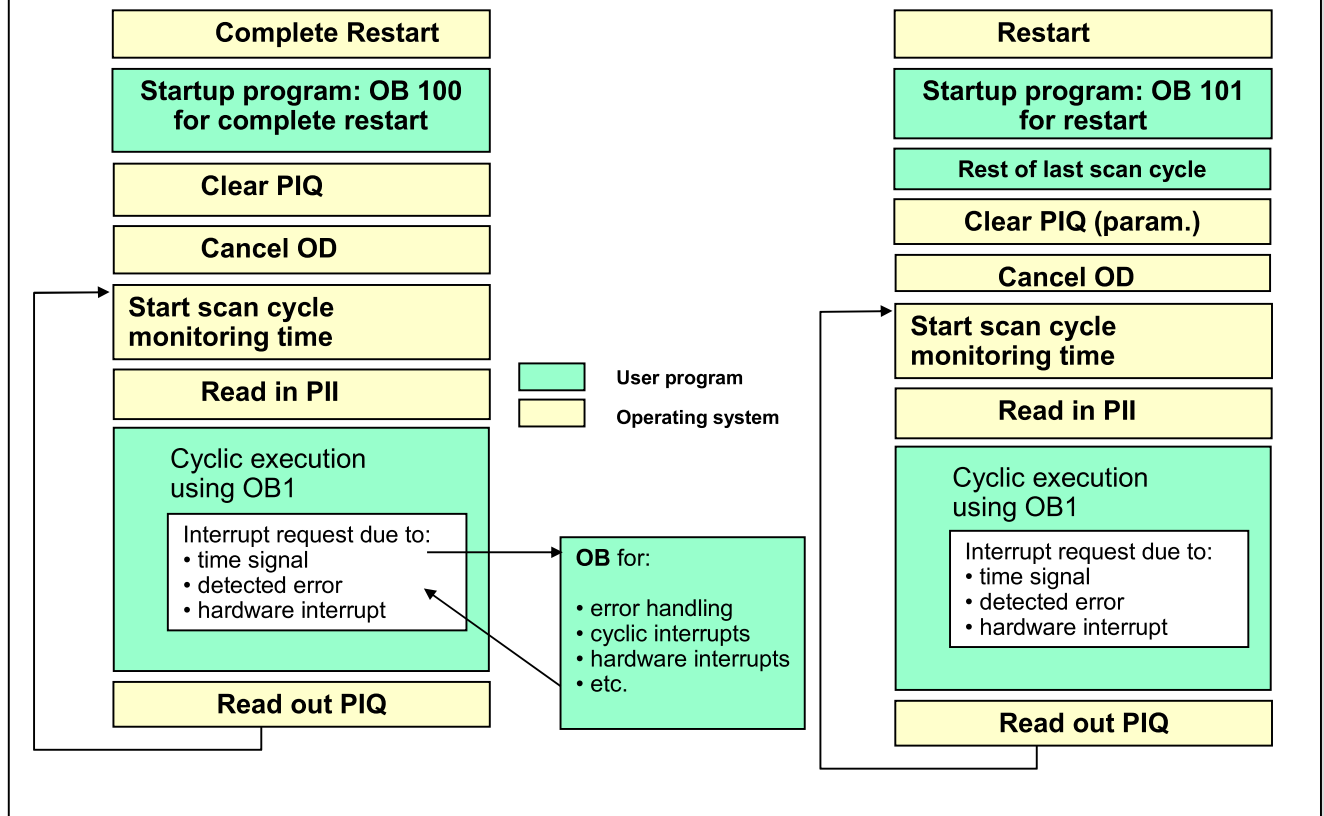 Complete Restart
Startup program: OB 100
for complete restart
Clear PIQ
Cancel OD
Start scan cycle
monitoring time
Read in PII
Cyclic execution
using OB1
Interrupt request due to:
• time signal
• detected error
• hardware interrupt
Read out PIQ
User program
Operating system
OB for:
• error handling
• cyclic interrupts
• hardware interrupts
• etc.
Restart
Startup program: OB 101
for restart
Rest of last scan cycle
Clear PIQ (param.)
Cancel OD
Start scan cycle
monitoring time
Read in PII
Cyclic execution
using OB1
Interrupt request due to:
• time signal
• detected error
• hardware interrupt
Read out PIQ